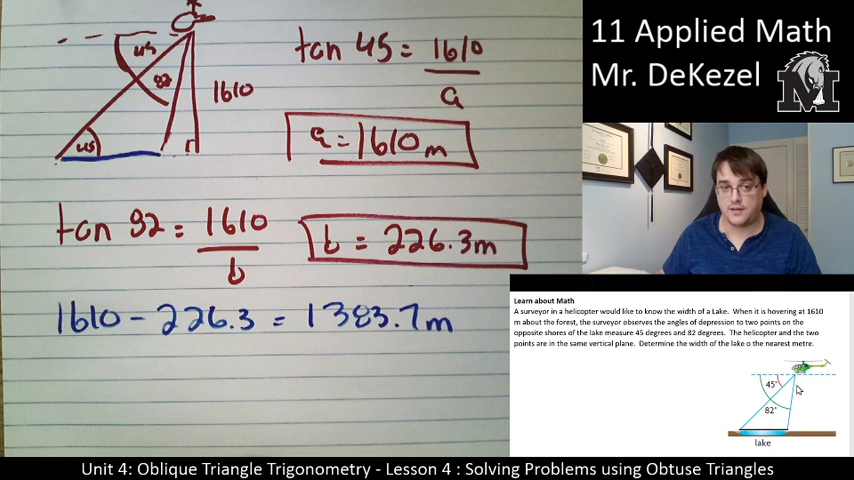 45
82
1610
45
tan 45 = 1610
a
a = 1610 m
tan 82 = 1610
b
b = 226.3m
1610 - 226.3 = 1383.7m
11 Applied Math
Mr. DeKezel
M
Learn about Math
A surveyor in a helicopter would like to know the width of a Lake. When it is hovering at 1610
m about the forest, the surveyor observes the angles of depression to two points on the
opposite shores of the lake measure 45 degrees and 82 degrees. The helicopter and the two
points are in the same vertical plane. Determine the width of the lake o the nearest metre.
45°
82°
lake
Unit 4: Oblique Triangle Trigonometry - Lesson 4 : Solving Problems using Obtuse Triangles